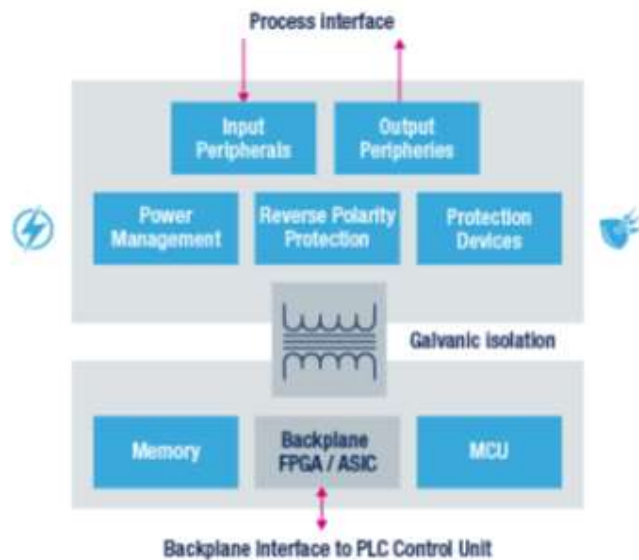 Process interface
Input
Peripherals
Output
Peripheries
Power
Management
Reverse Polarity
Protection
Protection
Devices
Galvanic isolation
Memory
Backplane
FPGA / ASIC
MCU
Backplane Interface to PLC Control Unit